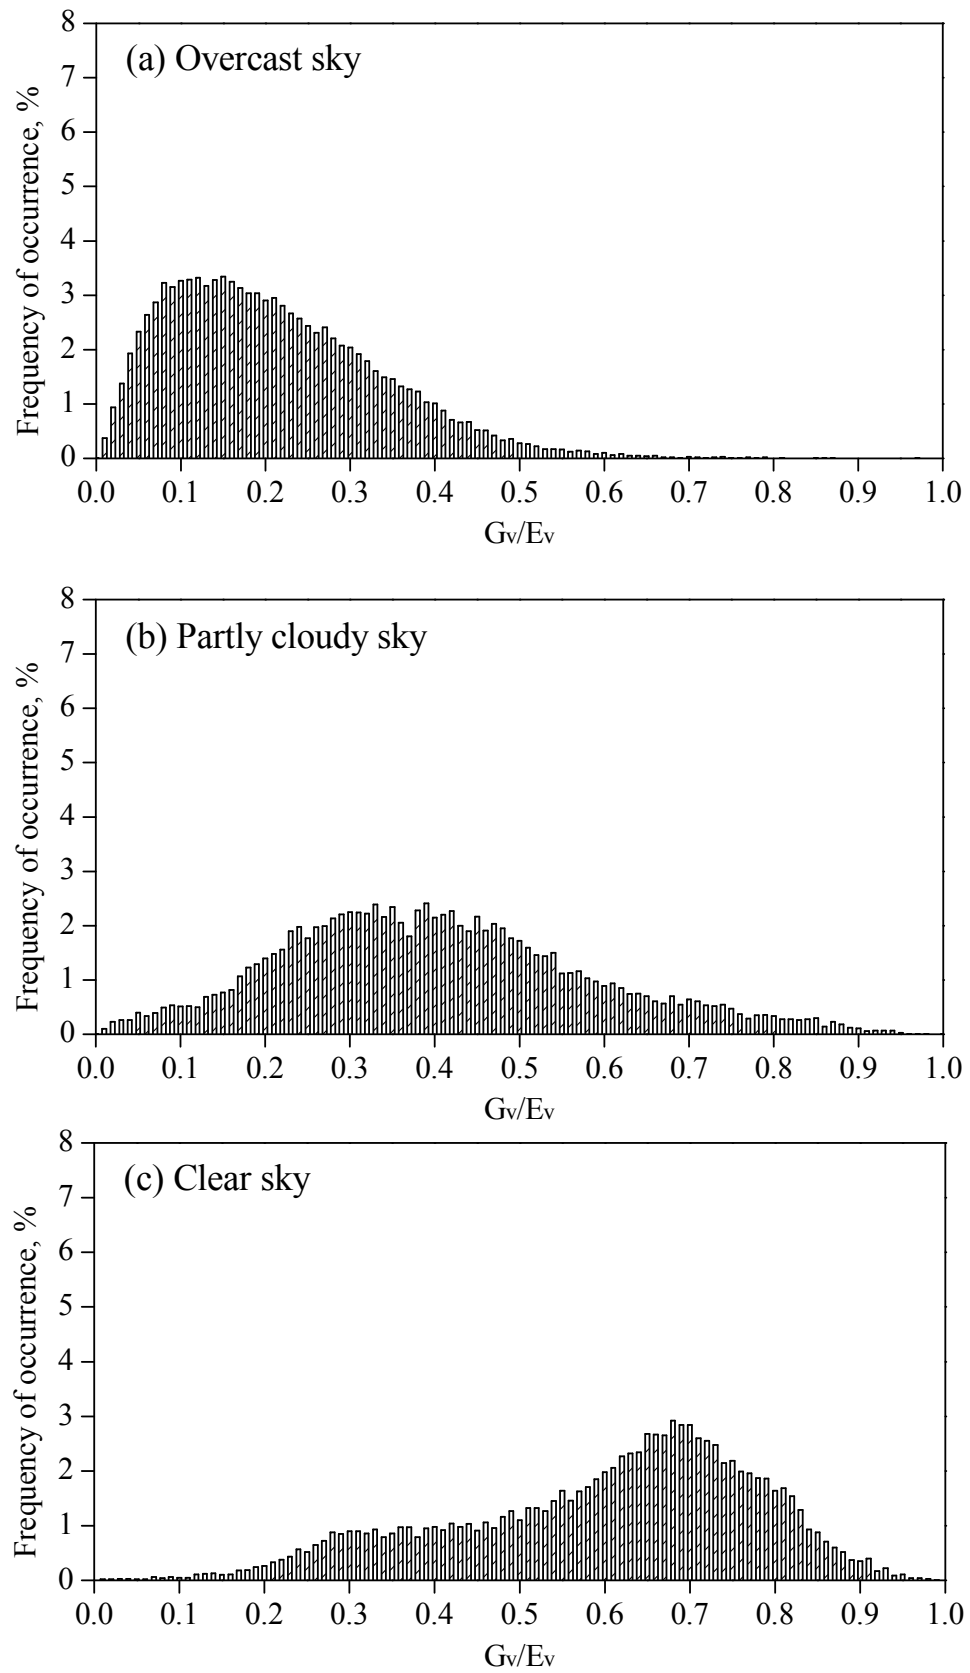 (a) Overcast sky
Frequency of occurrence, %
8
7
6
5
4
3
2
1
0
0.0 0.1 0.2 0.3 0.4 0.5 0.6 0.7 0.8 0.9 1.0
Gv/Ev
(b) Partly cloudy sky
Frequency of occurrence, %
8
7
6
5
4
3
2
1
0
0.0 0.1 0.2 0.3 0.4 0.5 0.6 0.7 0.8 0.9 1.0
Gv/Ev
(c) Clear sky
Frequency of occurrence, %
8
7
6
5
4
3
2
1
0
0.0 0.1 0.2 0.3 0.4 0.5 0.6 0.7 0.8 0.9 1.0
Gv/Ev